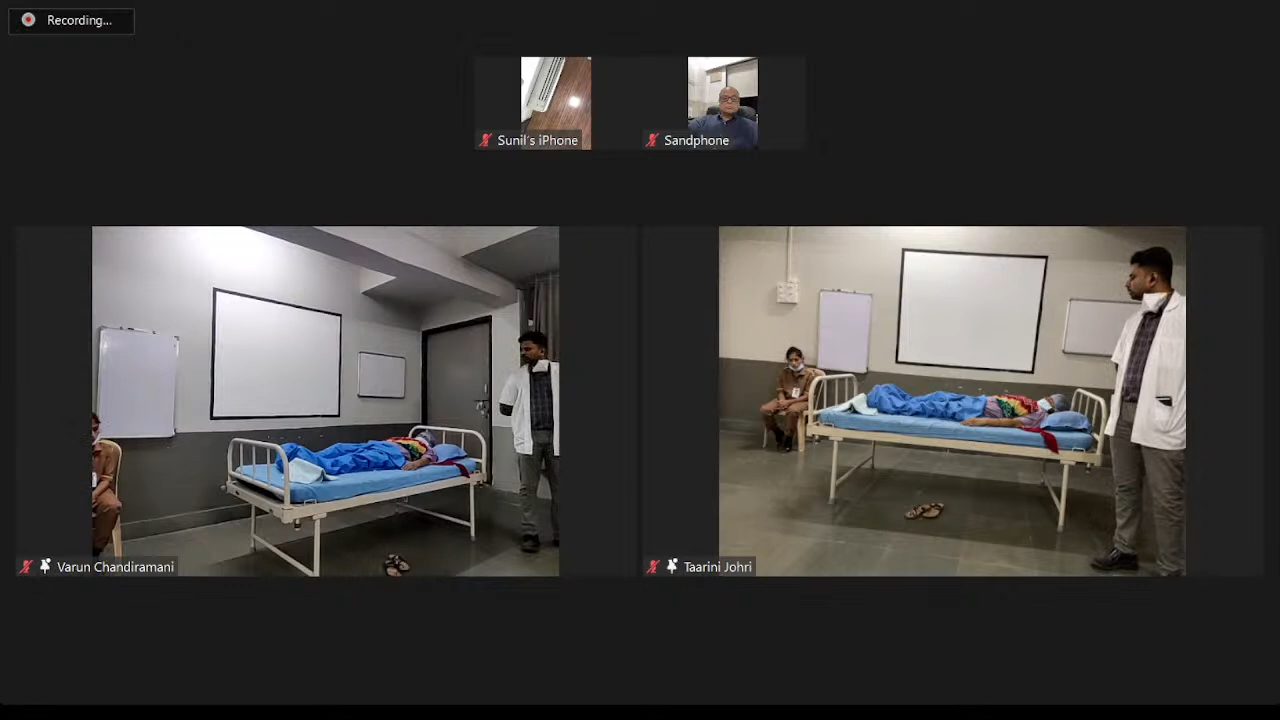 Recording...
Sunil's iPhone
Sandphone
Varun Chandiramani
Taarini Johri